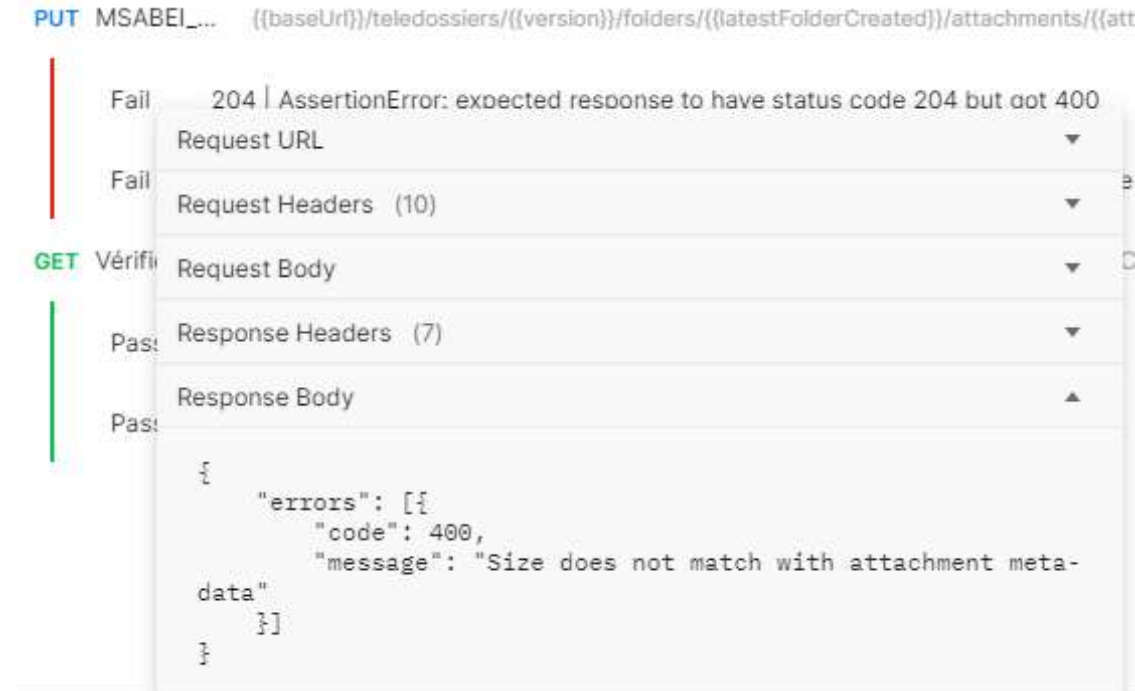 PUT MSABEI_... {{baseUrl}}/teledossiers/{{version}}/folders/{{latestFolderCreated}}/attachments/{{att
Fail 204 | AssertionError: expected response to have status code 204 but got 400
Request URL
Fail
Request Headers (10)
GET Vérifi
Request Body
Response Headers (7)
Pass
Response Body
Pass
{
"errors": [{
"code": 400,
"message": "Size does not match with attachment meta-
data"
}]
}